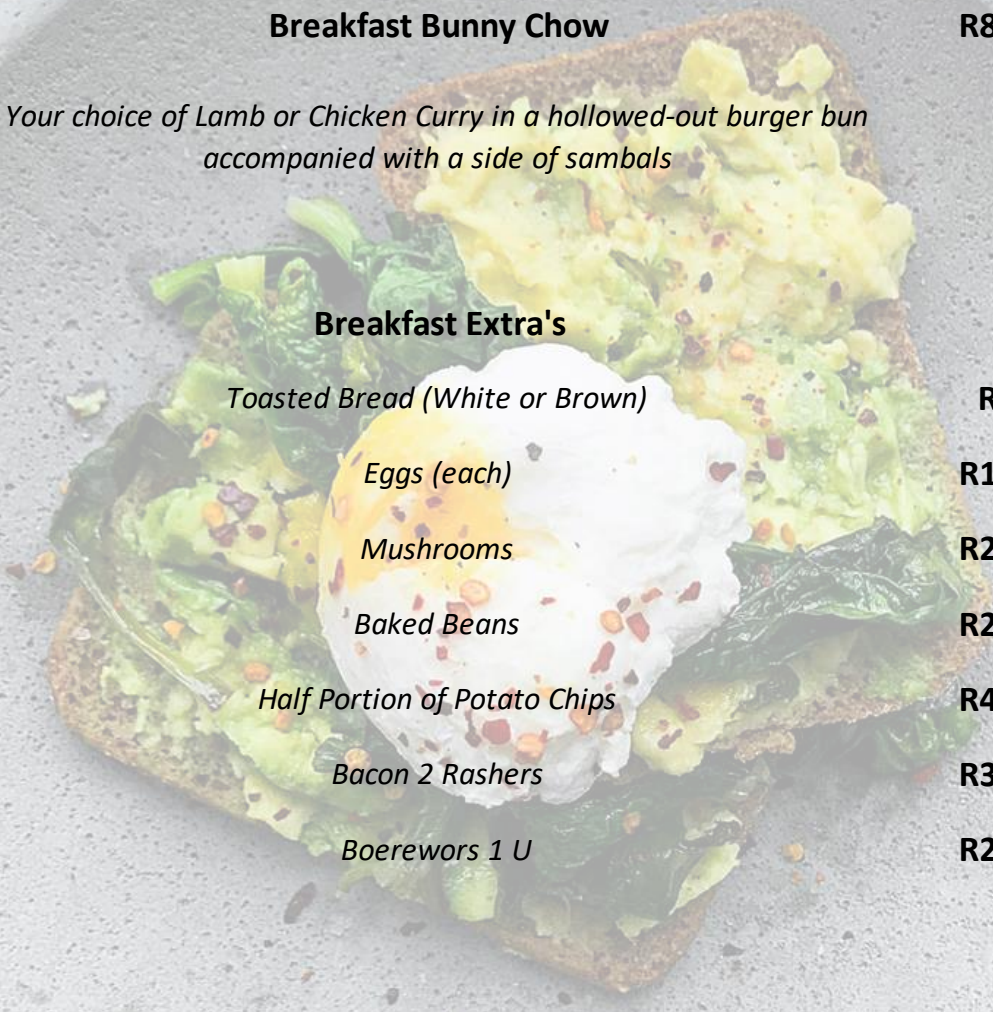 Breakfast Bunny Chow R8
Your choice of Lamb or Chicken Curry in a hollowed-out burger bun
accompanied with a side of sambals
Breakfast Extra's
Toasted Bread (White or Brown) R
Eggs (each) R1
Mushrooms R2
Baked Beans R2
Half Portion of Potato Chips R4
Bacon 2 Rashers R3
Boerewors 1 U R2